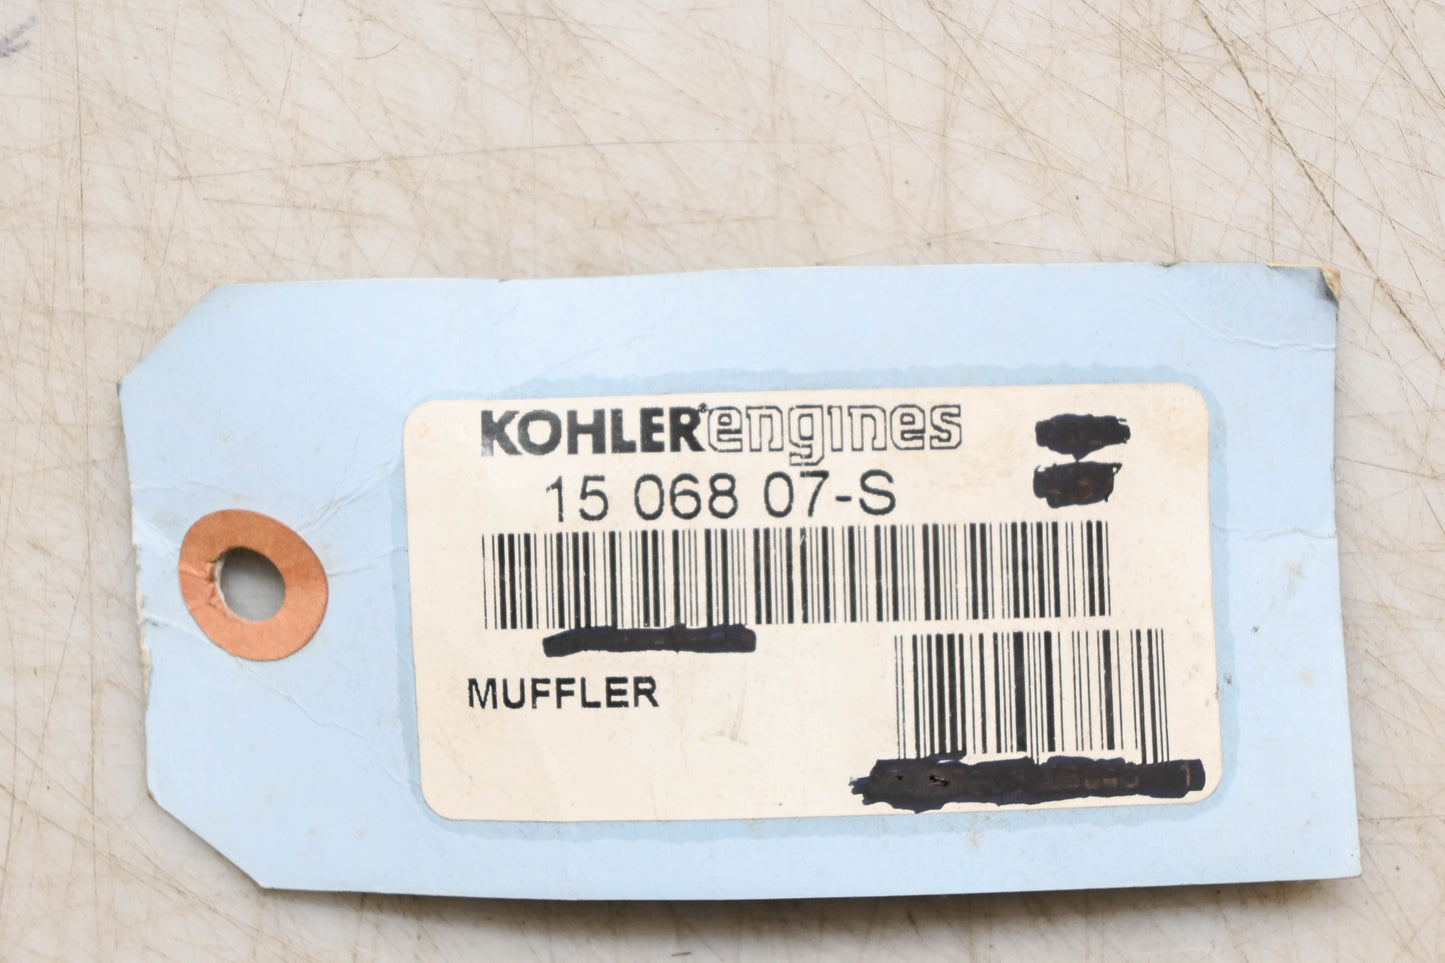 KOHLER® engines
15 068 07-S
MUFFLER